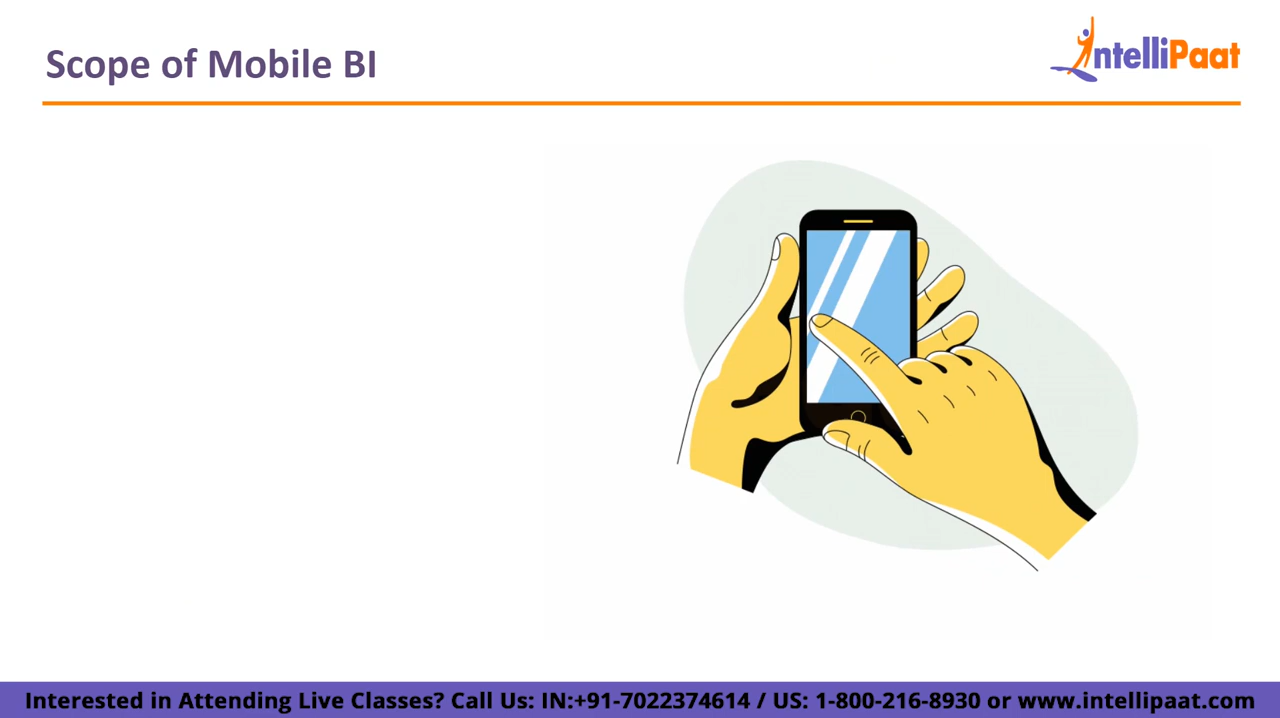 Scope of Mobile BI
IntelliPaat
Interested in Attending Live Classes? Call Us: IN:+91-7022374614 / US: 1-800-216-8930 or www.intellipaat.com